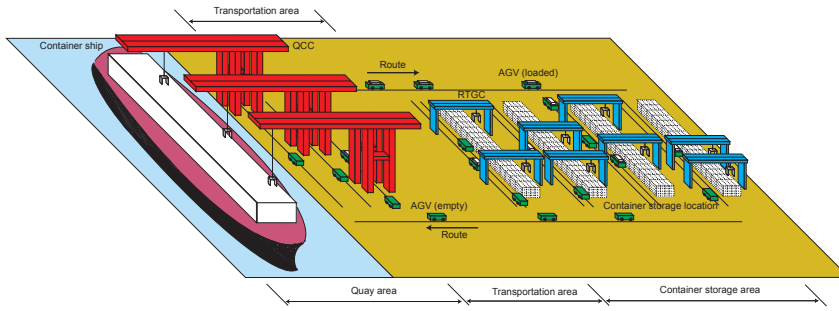 Transportation area
Container ship
QCC
Route
AGV (loaded)
RTGC
AGV (empty)
Container storage location
Route
Quay area
Transportation area
Container storage area